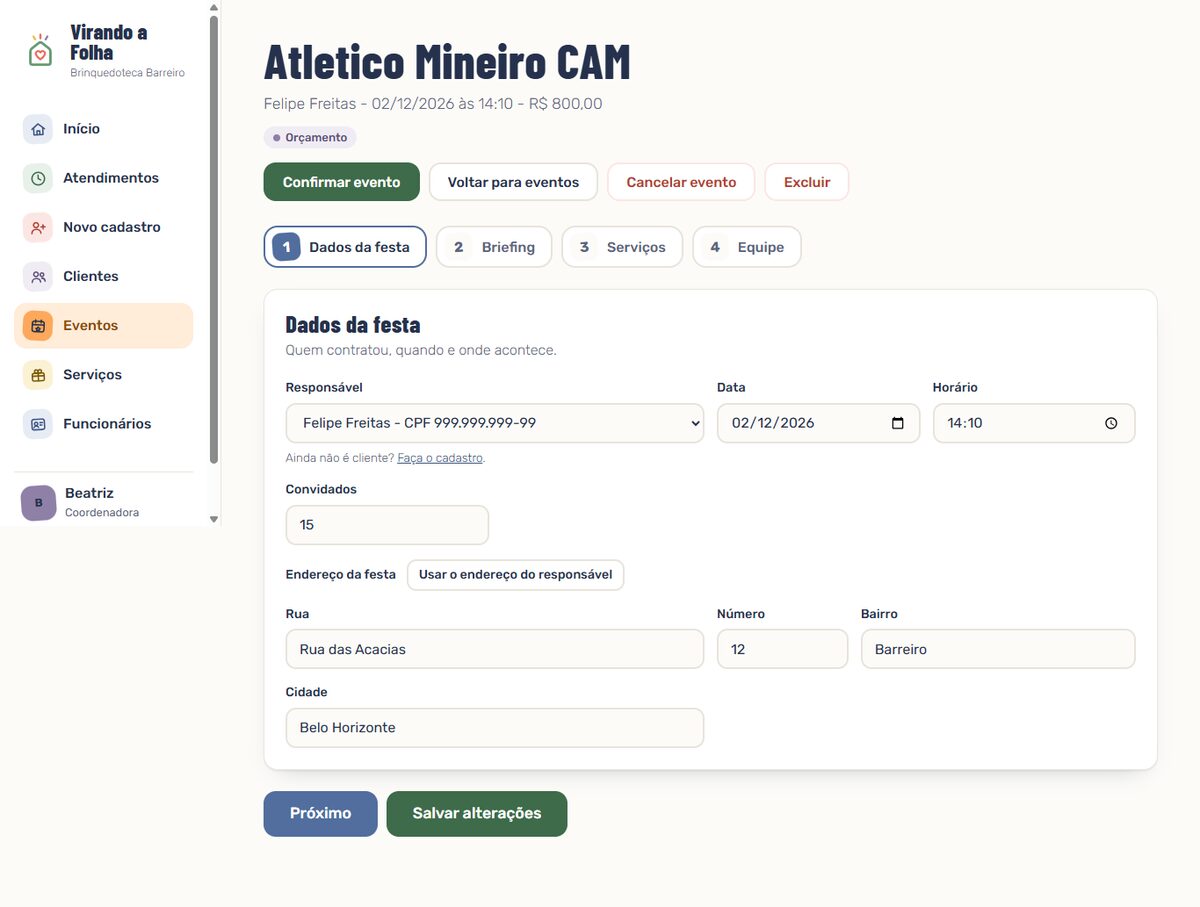 Virando a
Folha
Brinquedoteca Barreiro
Início
Atendimentos
Novo cadastro
Clientes
Eventos
Serviços
Funcionários
B
Beatriz
Coordenadora
Atletico Mineiro CAM
Felipe Freitas - 02/12/2026 às 14:10 - R$ 800,00
Orçamento
Confirmar evento
Voltar para eventos
Cancelar evento
Excluir
1 Dados da festa
2 Briefing
3 Serviços
4 Equipe
Dados da festa
Quem contratou, quando e onde acontece.
Responsável
Felipe Freitas - CPF 999.999.999-99
Ainda não é cliente? Faça o cadastro.
Data
02/12/2026
Horário
14:10
Convidados
15
Endereço da festa
Usar o endereço do responsável
Rua
Rua das Acacias
Número
12
Bairro
Barreiro
Cidade
Belo Horizonte
Próximo
Salvar alterações